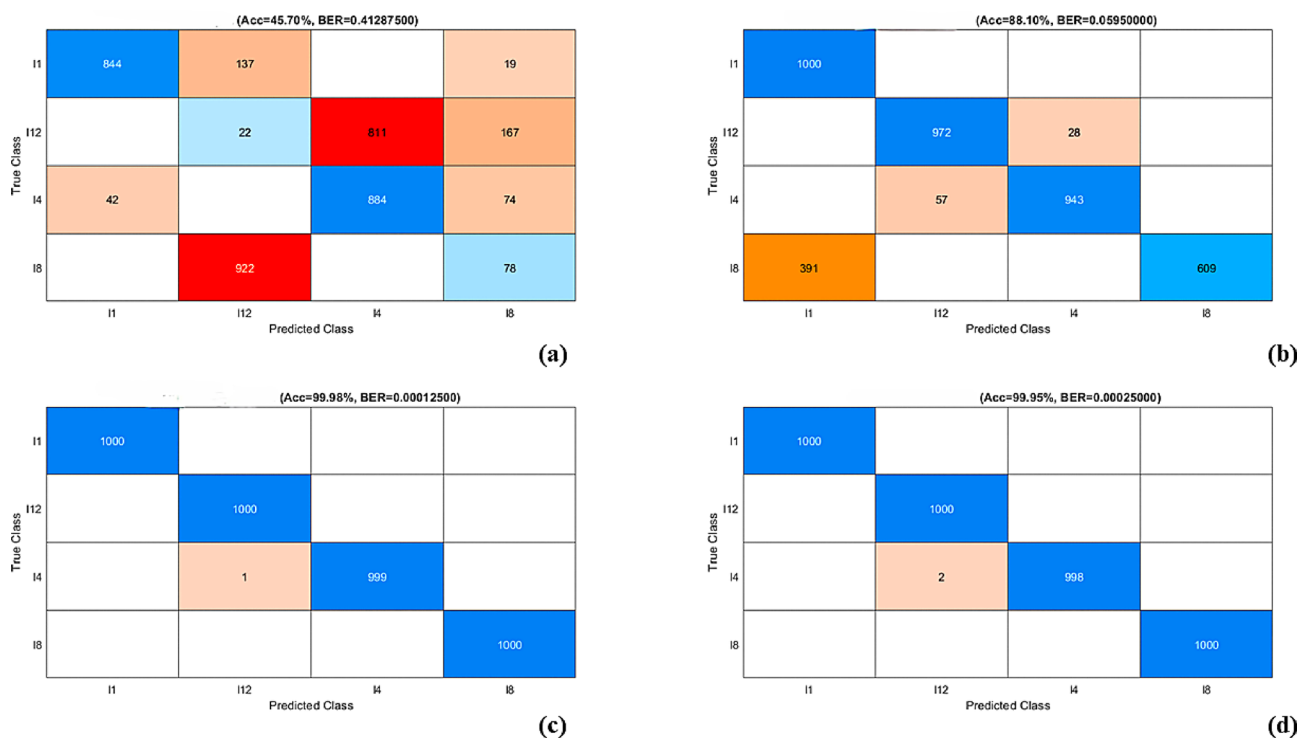 (Acc=45.70%, BER=0.41287500)
True Class
I1
844
137
19
I12
22
811
167
I4
42
884
74
I8
922
78
I1
I12
I4
I8
Predicted Class
(a)
(Acc=88.10%, BER=0.05950000)
True Class
I1
1000
I12
972
28
I4
57
943
I8
391
609
I1
I12
I4
I8
Predicted Class
(b)
(Acc=99.98%, BER=0.00012500)
True Class
I1
1000
I12
1000
I4
1
999
I8
1000
I1
I12
I4
I8
Predicted Class
(c)
(Acc=99.95%, BER=0.00025000)
True Class
I1
1000
I12
1000
I4
2
998
I8
1000
I1
I12
I4
I8
Predicted Class
(d)